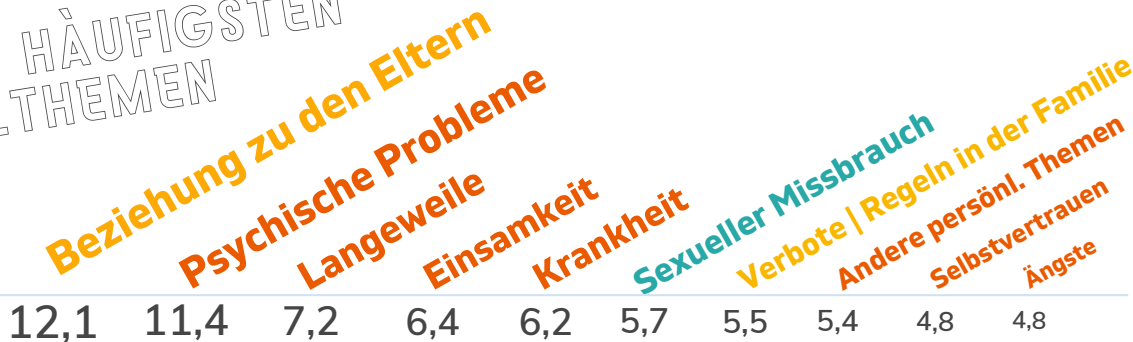 HÀUFIGSTEN
THEMEN
Beziehung zu den Eltern
Psychische Probleme
Langeweile
Einsamkeit
Krankheit
Sexueller Missbrauch
Verbote | Regeln in der Familie
Andere persönl. Themen
Selbstvertrauen
Ängste
12,1 11,4 7,2 6,4 6,2 5,7 5,5 5,4 4,8 4,8